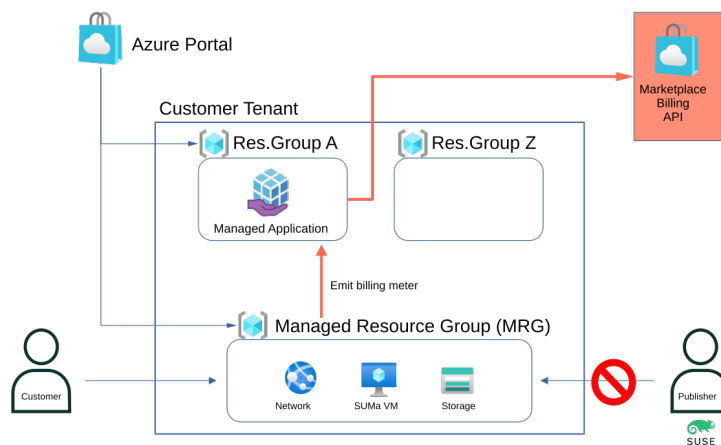 Azure Portal
Marketplace
Billing
API
Customer Tenant
Res.Group A
Res.Group Z
Managed Application
Emit billing meter
Managed Resource Group (MRG)
Network
SUMa VM
Storage
Customer
Publisher
SUSE